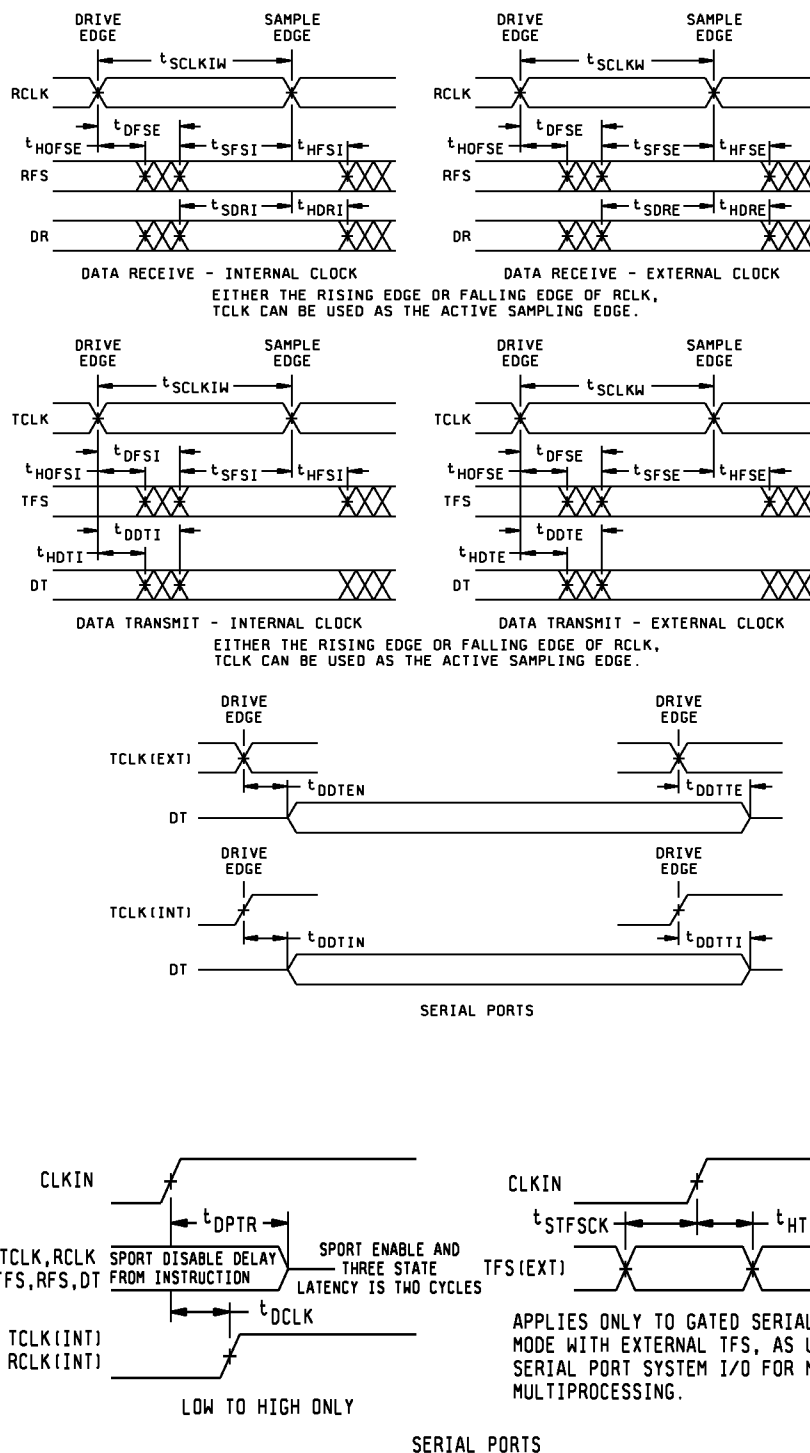 DRIVE EDGE
SAMPLE EDGE
tSCLKIW
RCLK
tDFSE
tHOFSE
tSFSI
tHFSI
RFS
tSDRI
tHDRI
DR
DATA RECEIVE - INTERNAL CLOCK
DRIVE EDGE
SAMPLE EDGE
tSCLKW
RCLK
tDFSE
tHOFSE
tSFSE
tHFSE
RFS
tSDRE
tHDRE
DR
DATA RECEIVE - EXTERNAL CLOCK
EITHER THE RISING EDGE OR FALLING EDGE OF RCLK,
TCLK CAN BE USED AS THE ACTIVE SAMPLING EDGE.
DRIVE EDGE
SAMPLE EDGE
tSCLKIW
TCLK
tDFSI
tHOFSI
tSFSI
tHFSI
TFS
tDDTI
tHDTI
DT
DATA TRANSMIT - INTERNAL CLOCK
DRIVE EDGE
SAMPLE EDGE
tSCLKW
TCLK
tDFSE
tHOFSE
tSFSE
tHFSE
TFS
tDDTE
tHDTE
DT
DATA TRANSMIT - EXTERNAL CLOCK
EITHER THE RISING EDGE OR FALLING EDGE OF RCLK,
TCLK CAN BE USED AS THE ACTIVE SAMPLING EDGE.
DRIVE EDGE
DRIVE EDGE
TCLK(EXT)
tDDTEN
tDDTTE
DT
DRIVE EDGE
DRIVE EDGE
TCLK(INT)
tDDTIN
tDDTTI
DT
SERIAL PORTS
CLKIN
tDPTR
TCLK,RCLK
TFS,RFS,DT
SPORT DISABLE DELAY
FROM INSTRUCTION
SPORT ENABLE AND
THREE STATE
LATENCY IS TWO CYCLES
tDCLK
TCLK(INT)
RCLK(INT)
LOW TO HIGH ONLY
CLKIN
tSTFSCK
tHT
TFS(EXT)
APPLIES ONLY TO GATED SERIAL
MODE WITH EXTERNAL TFS, AS
SERIAL PORT SYSTEM I/O FOR
MULTIPROCESSING.
SERIAL PORTS